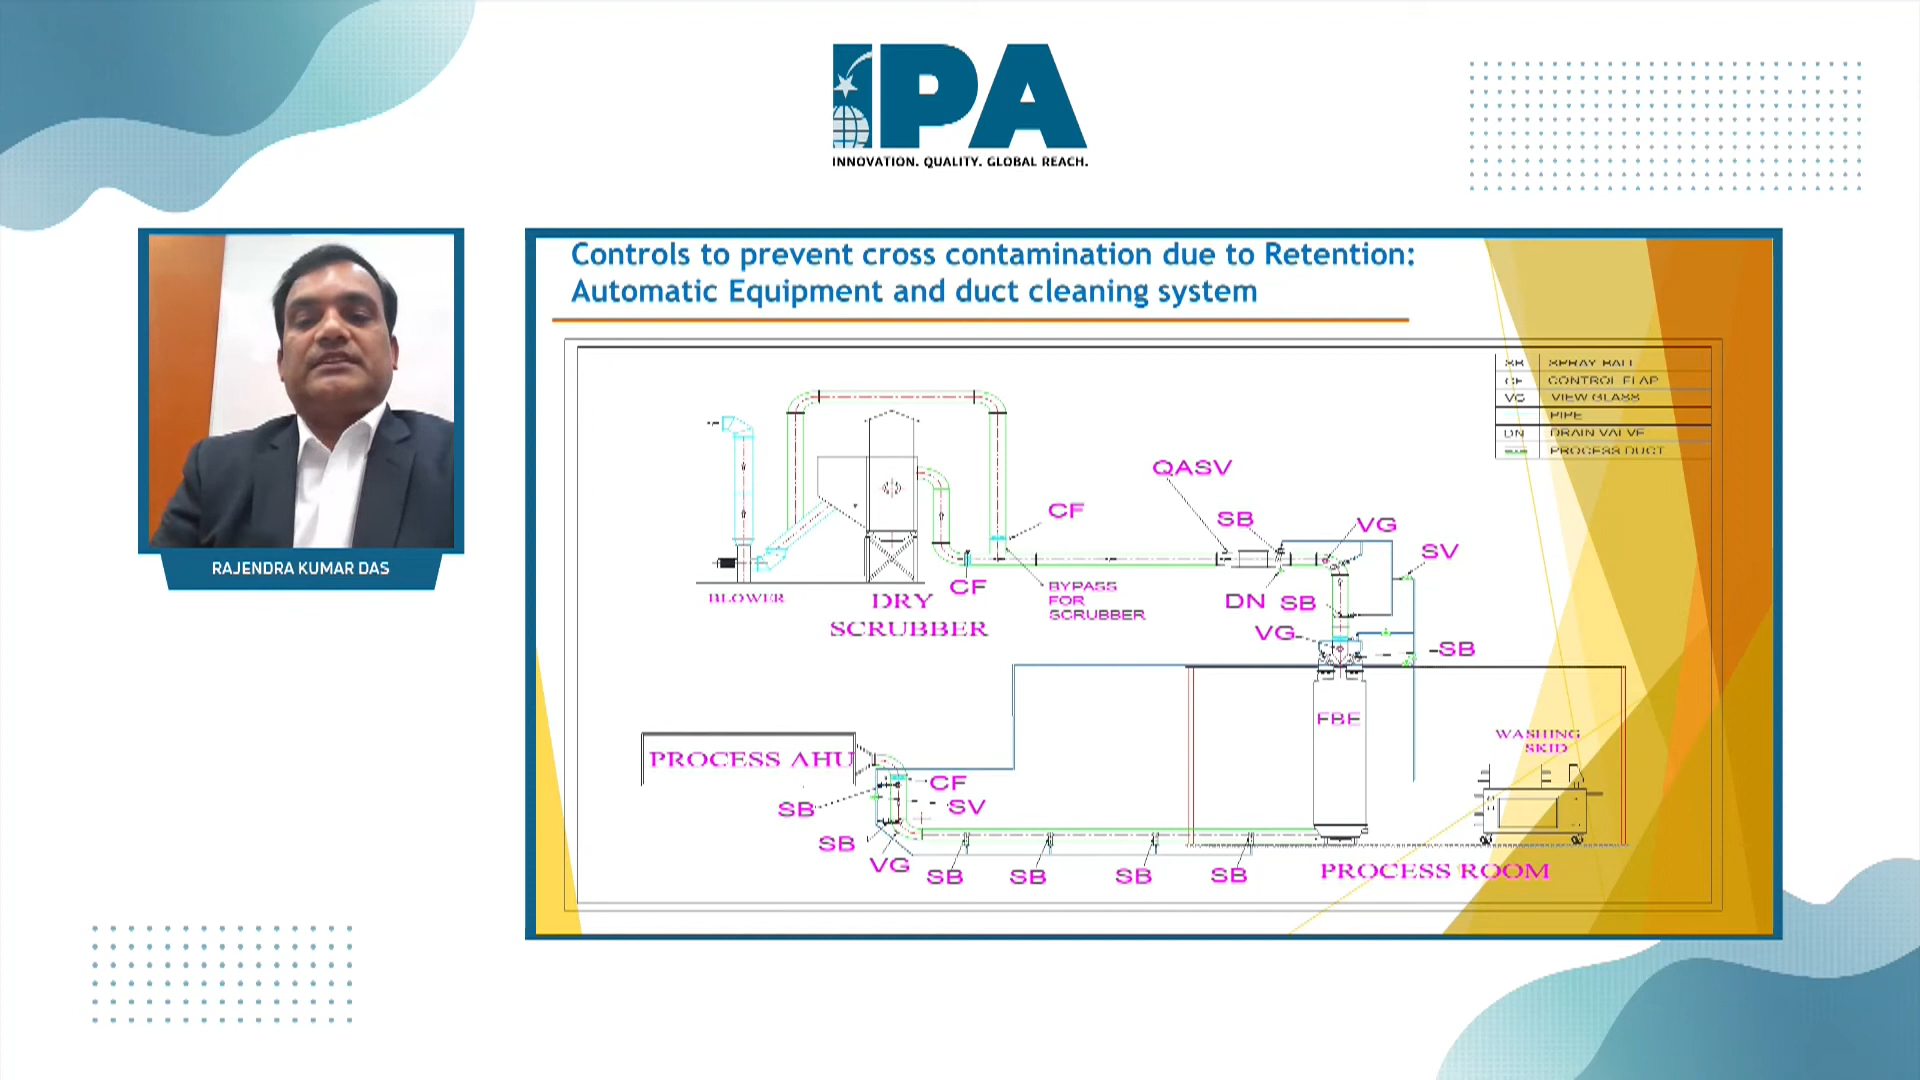 IPA
INNOVATION. QUALITY. GLOBAL REACH.
RAJENDRA KUMAR DAS
Controls to prevent cross contamination due to Retention:
Automatic Equipment and duct cleaning system
SB SPRAY BALL
CF CONTROL FLAP
VG VIEW GLASS
PIPE
DN DRAIN VALVE
PROCESS DUCT
QASV
CF
SB
VG
SV
CF
BYPASS
FOR
SCRUBBER
DN
SB
BLOWER
DRY
SCRUBBER
VG
SB
FBE
WASHING
SKID
PROCESS AHU
CF
SB
SV
SB
VG
SB
SB
SB
SB
PROCESS ROOM